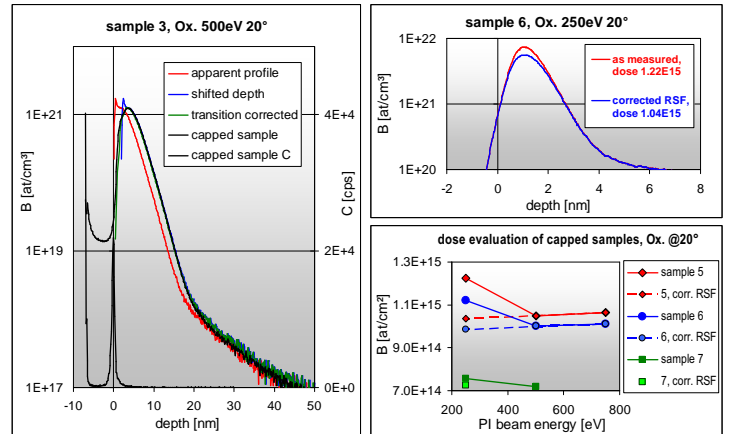 sample 3, Ox. 500eV 20°
apparent profile
shifted depth
transition corrected
capped sample
capped sample C
1E+21
1E+19
1E+17
4E+4
2E+4
0E+0
B [at/cm³]
C [cps]
-10
0
10
20
30
40
50
depth [nm]
sample 6, Ox. 250eV 20°
1E+22
1E+21
1E+20
B [at/cm³]
as measured,
dose 1.22E15
corrected RSF,
dose 1.04E15
-2
0
2
4
6
8
depth [nm]
dose evaluation of capped samples, Ox. @20°
1.3E+15
1.1E+15
9.0E+14
7.0E+14
B [at/cm²]
200
400
600
800
PI beam energy [eV]
sample 5
5, corr. RSF
sample 6
6, corr. RSF
sample 7
7, corr. RSF